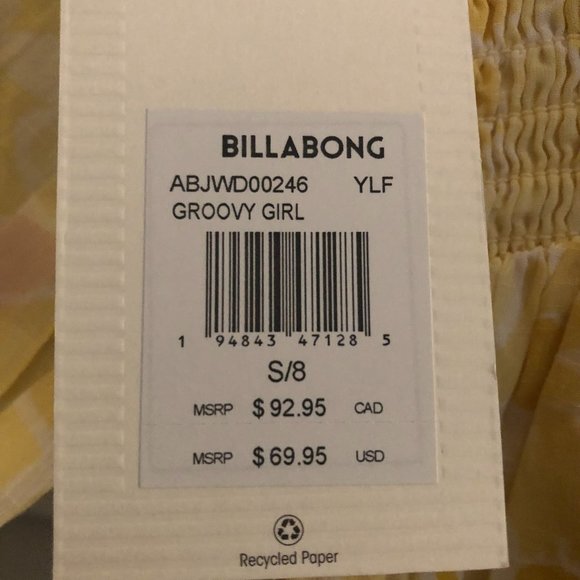 BILLABONG
ABJWD00246 YLF
GROOVY GIRL
1 94843 47128 5
S/8
MSRP $ 92.95 CAD
MSRP $ 69.95 USD
Recycled Paper